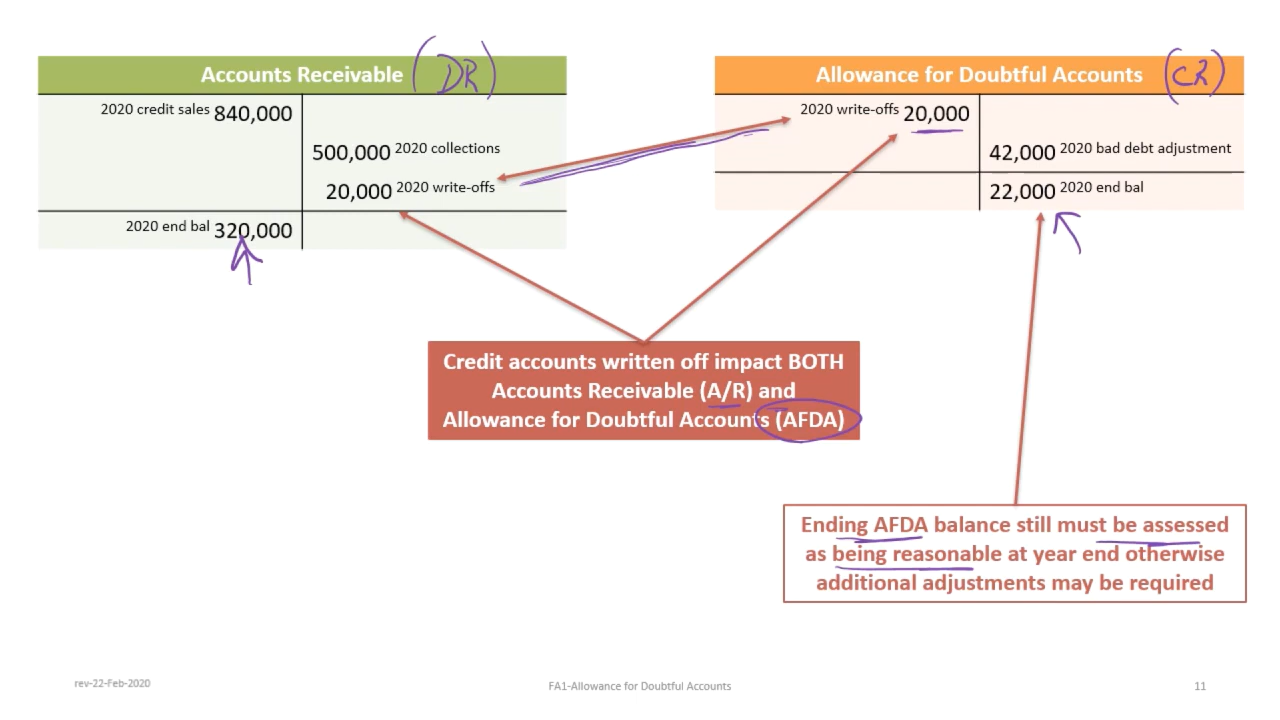 Accounts Receivable (DR)
2020 credit sales 840,000
500,000 2020 collections
20,000 2020 write-offs
2020 end bal 320,000
Allowance for Doubtful Accounts (CR)
2020 write-offs 20,000
42,000 2020 bad debt adjustment
22,000 2020 end bal
Credit accounts written off impact BOTH
Accounts Receivable (A/R) and
Allowance for Doubtful Accounts (AFDA)
Ending AFDA balance still must be assessed
as being reasonable at year end otherwise
additional adjustments may be required
rev-22-Feb-2020
FA1-Allowance for Doubtful Accounts
11